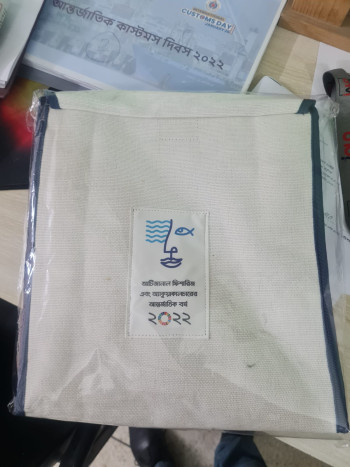 CUSTOMS DAY
আন্তর্জাতিক কাস্টমস দিবস ২০২২
আর্টিসানাল ফিশারিজ
এবং অ্যাকুয়াকালচারের
আন্তর্জাতিক বর্ষ
২০২২